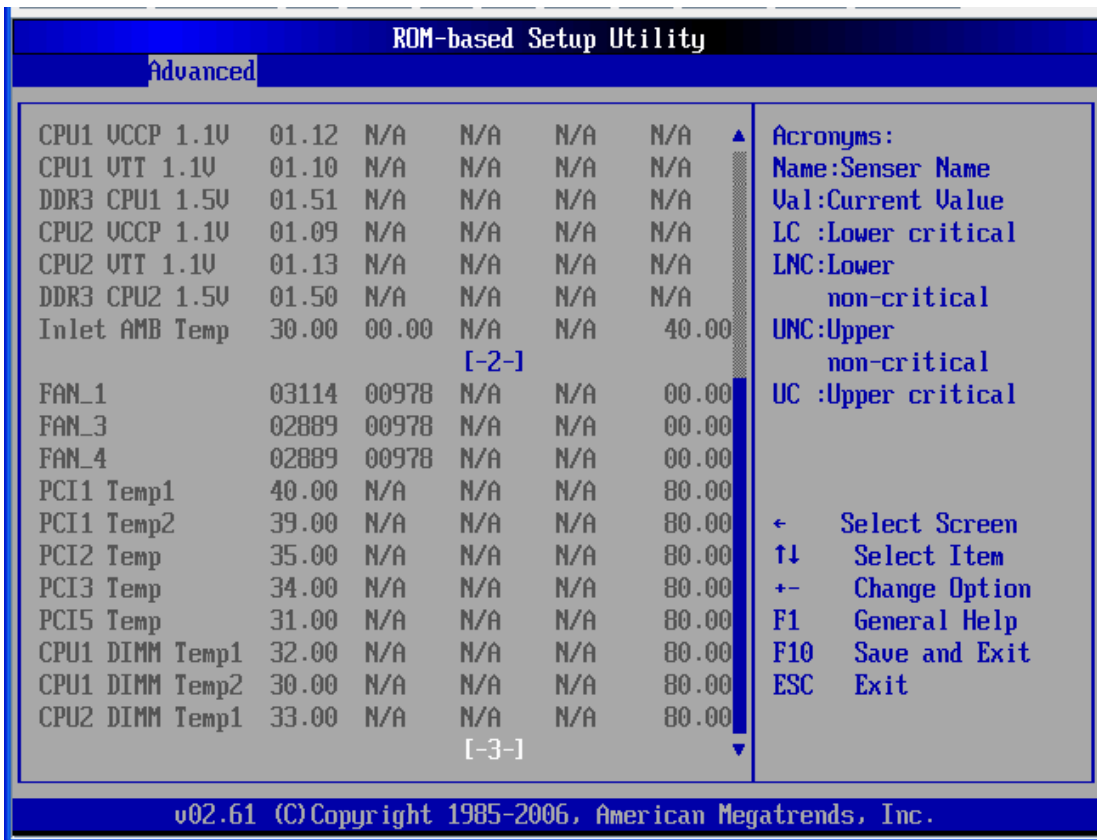 ROM-based Setup Utility
Advanced
CPU1 VCCP 1.1V 01.12 N/A N/A N/A N/A
CPU1 VTT 1.1V 01.10 N/A N/A N/A N/A
DDR3 CPU1 1.5V 01.51 N/A N/A N/A N/A
CPU2 VCCP 1.1V 01.09 N/A N/A N/A N/A
CPU2 VTT 1.1V 01.13 N/A N/A N/A N/A
DDR3 CPU2 1.5V 01.50 N/A N/A N/A N/A
Inlet AMB Temp 30.00 00.00 N/A N/A 40.00
[-2-]
FAN_1 03114 00978 N/A N/A 00.00
FAN_3 02889 00978 N/A N/A 00.00
FAN_4 02889 00978 N/A N/A 00.00
PCI1 Temp1 40.00 N/A N/A N/A 80.00
PCI1 Temp2 39.00 N/A N/A N/A 80.00
PCI2 Temp 35.00 N/A N/A N/A 80.00
PCI3 Temp 34.00 N/A N/A N/A 80.00
PCI5 Temp 31.00 N/A N/A N/A 80.00
CPU1 DIMM Temp1 32.00 N/A N/A N/A 80.00
CPU1 DIMM Temp2 30.00 N/A N/A N/A 80.00
CPU2 DIMM Temp1 33.00 N/A N/A N/A 80.00
[-3-]
Acronyms:
Name:Senser Name
Val:Current Value
LC :Lower critical
LNC:Lower
non-critical
UNC:Upper
non-critical
UC :Upper critical
← Select Screen
↑↓ Select Item
+- Change Option
F1 General Help
F10 Save and Exit
ESC Exit
v02.61 (C)Copyright 1985-2006, American Megatrends, Inc.